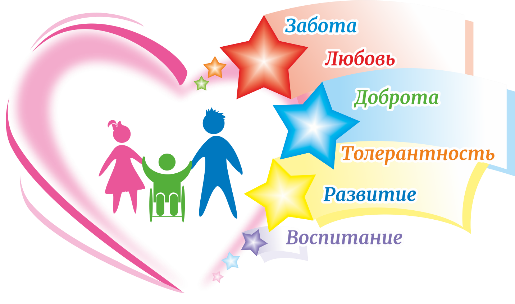 Забота
Любовь
Доброта
Толерантность
Развитие
Воспитание